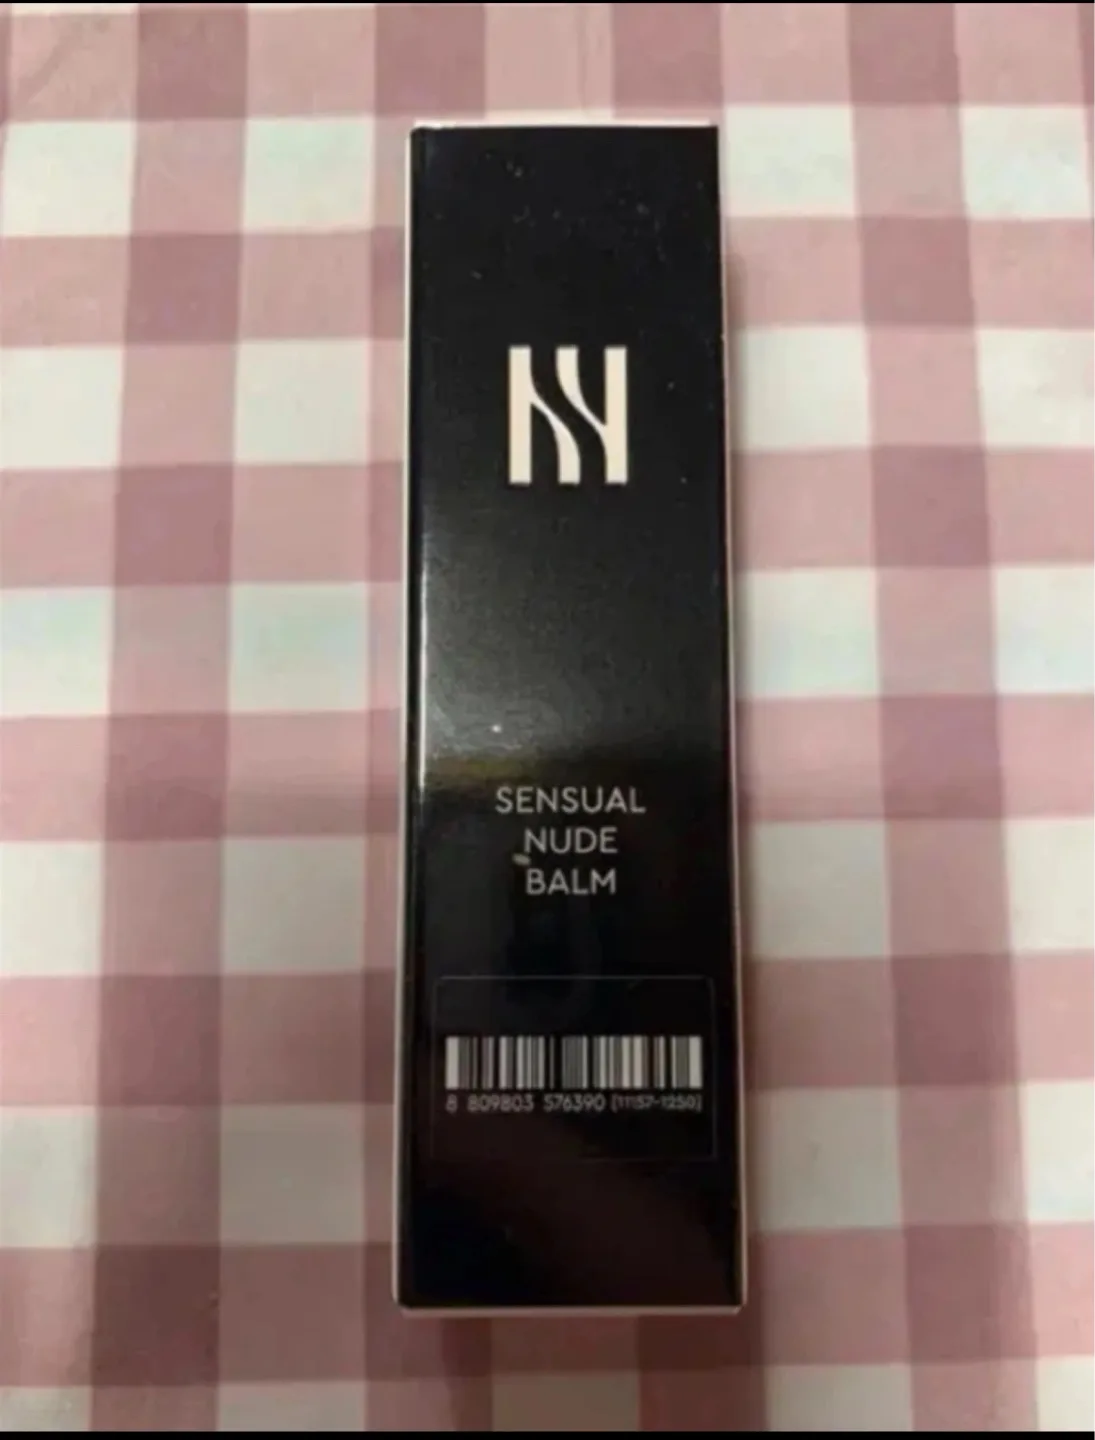 SENSUAL
NUDE
BALM
8 809803 576390 [11157-1250]